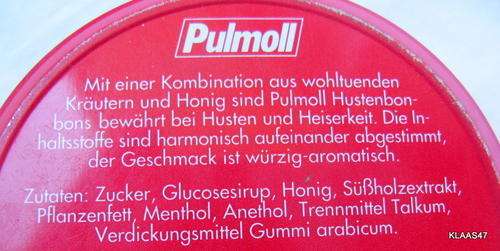 Pulmoll
Mit einer Kombination aus wohltuenden
Kräutern und Honig sind Pulmoll Hustenbon-
bons bewährt bei Husten und Heiserkeit. Die In-
haltsstoffe sind harmonisch aufeinander abgestimmt,
der Geschmack ist würzig-aromatisch.
Zutaten: Zucker, Glucosesirup, Honig, Süßholzextrakt,
Pflanzenfett, Menthol, Anethol, Trennmittel Talkum,
Verdickungsmittel Gummi arabicum.
KLAAS47